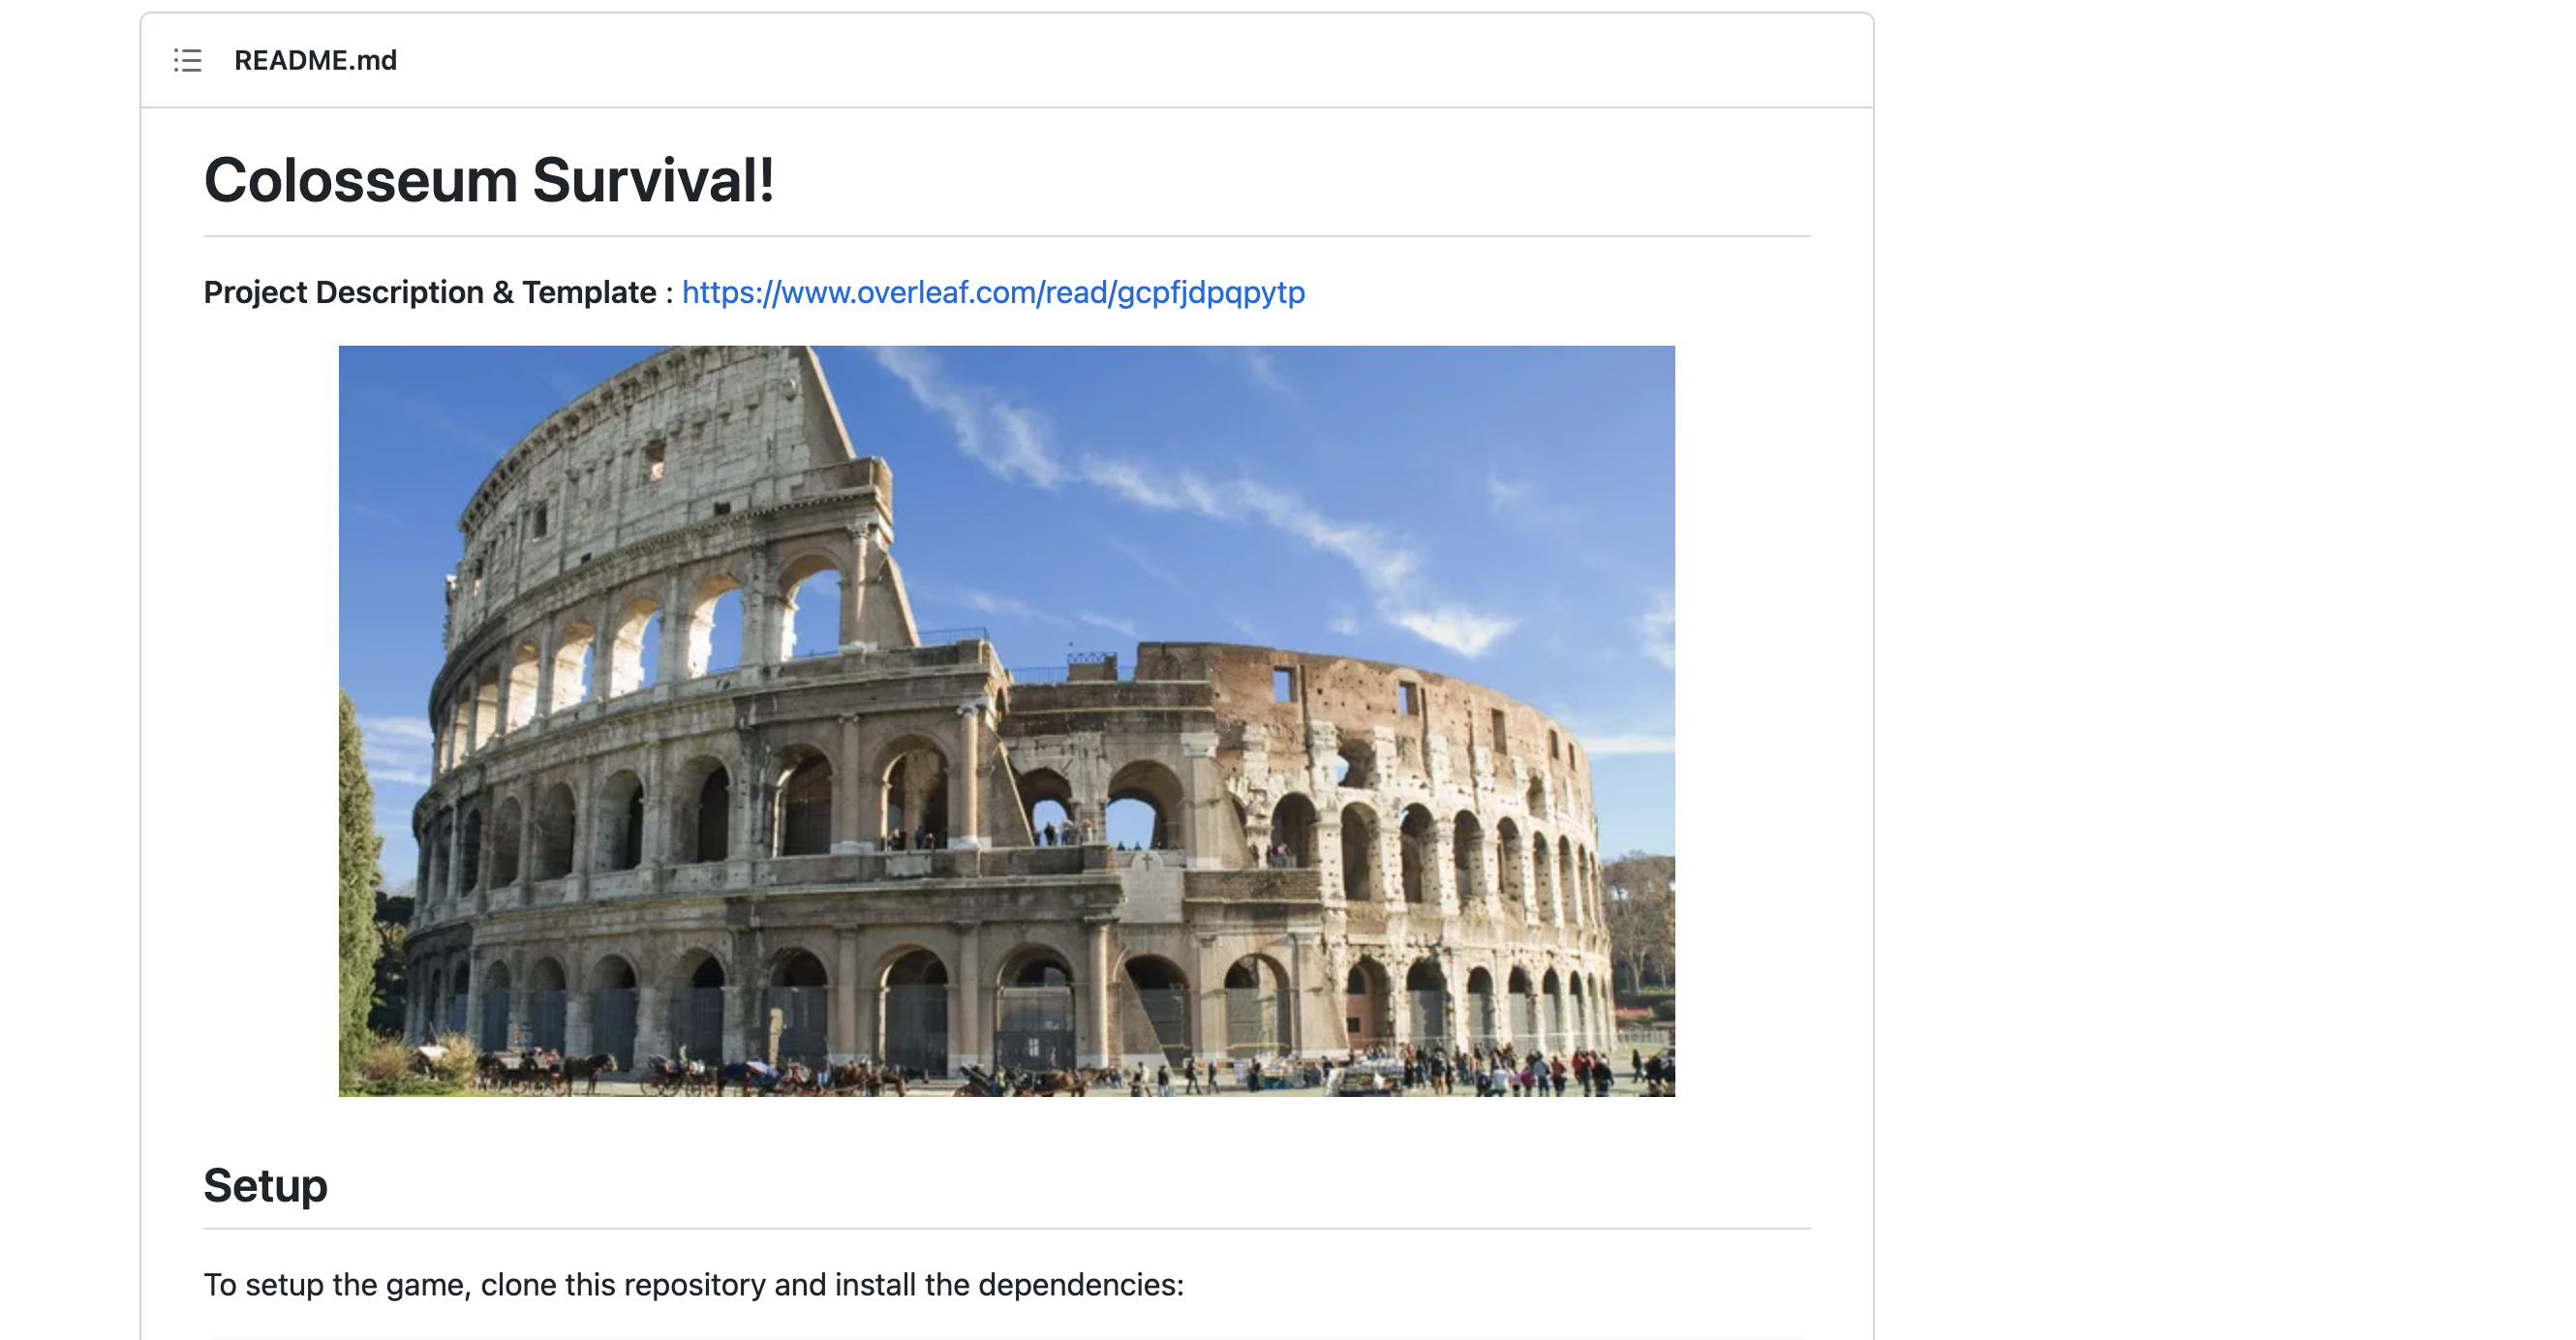 README.md
Colosseum Survival!
Project Description & Template : https://www.overleaf.com/read/gcpfjdpqpytp
Setup
To setup the game, clone this repository and install the dependencies: